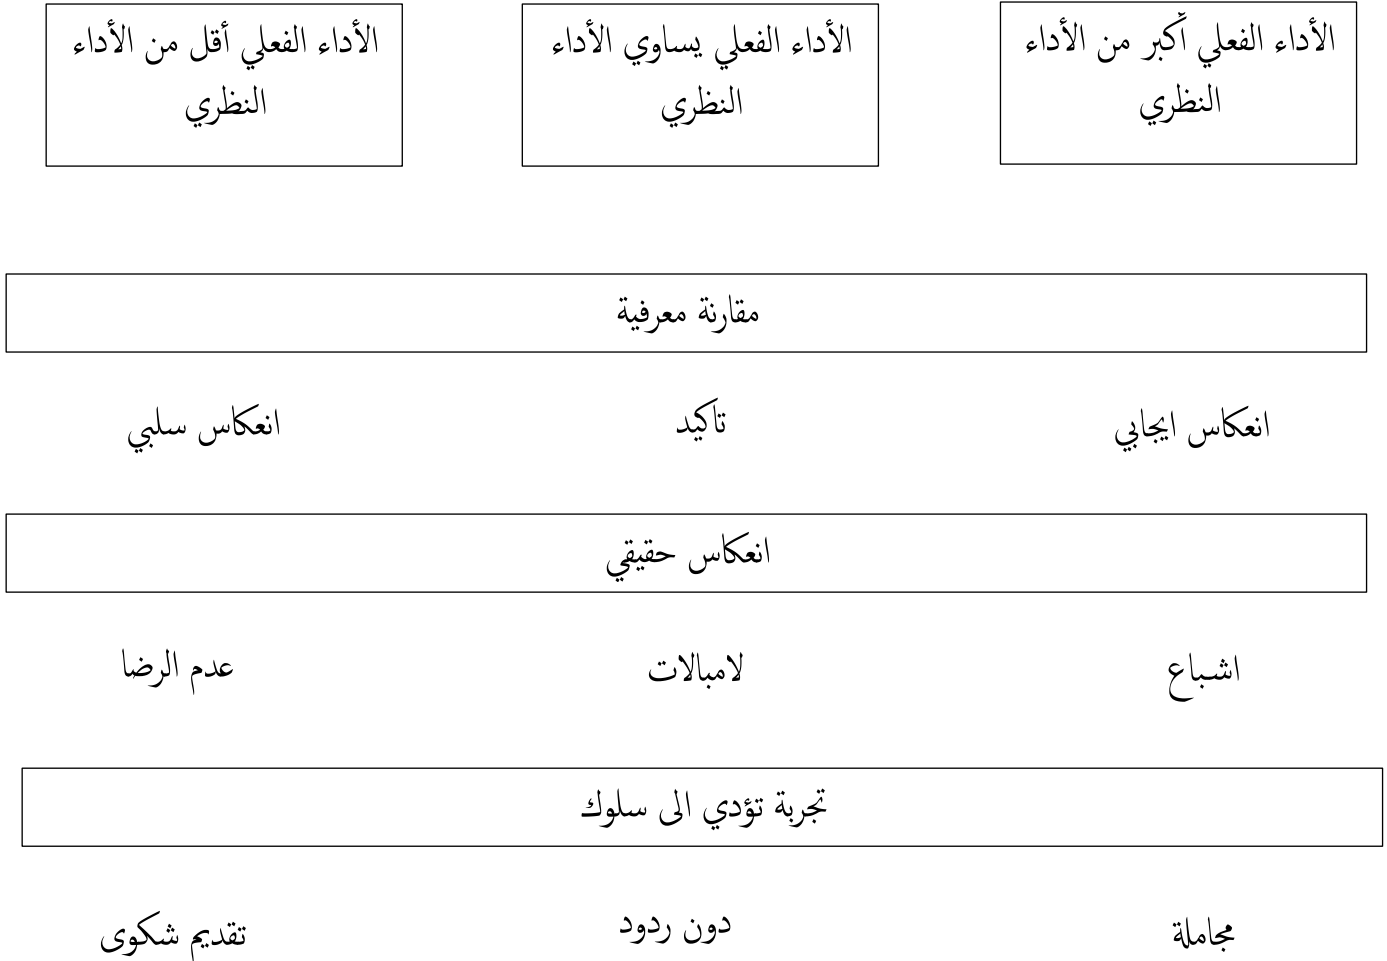 الأداء الفعلي أكبر من الأداء
النظري
الأداء الفعلي يساوي الأداء
النظري
الأداء الفعلي أقل من الأداء
النظري
مقارنة معرفية
انعكاس ايجابي
تاكيد
انعكاس سلبي
انعكاس حقيقي
اشباع
لامبالات
عدم الرضا
تجربة تؤدي الى سلوك
مجاملة
دون ردود
تقديم شكوى